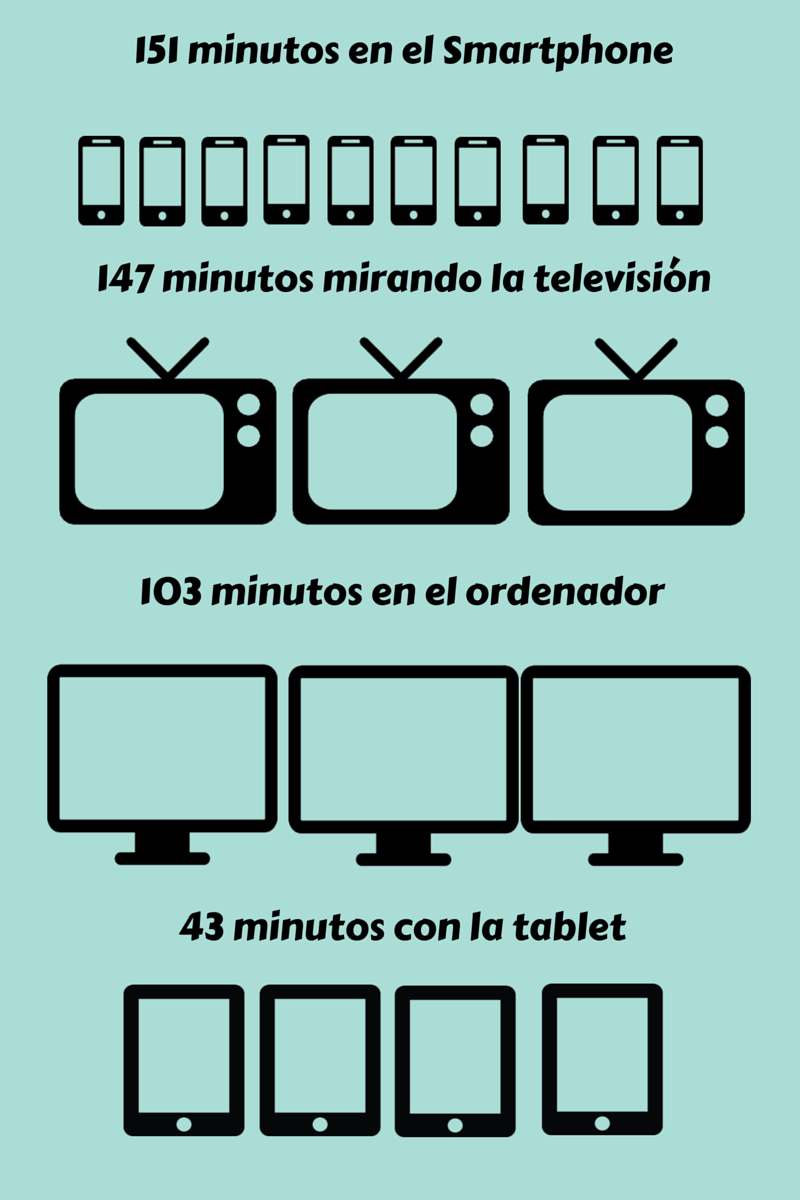 151 minutos en el Smartphone
147 minutos mirando la televisión
103 minutos en el ordenador
43 minutos con la tablet